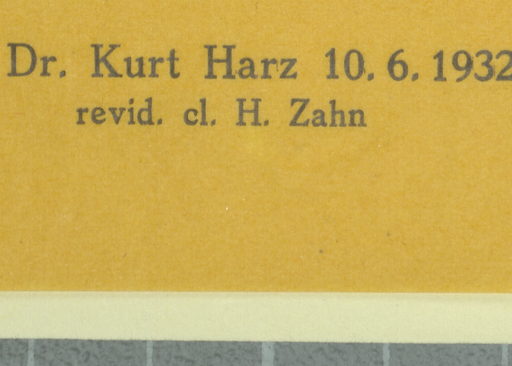 Dr. Kurt Harz 10. 6. 1932
revid. cl. H. Zahn